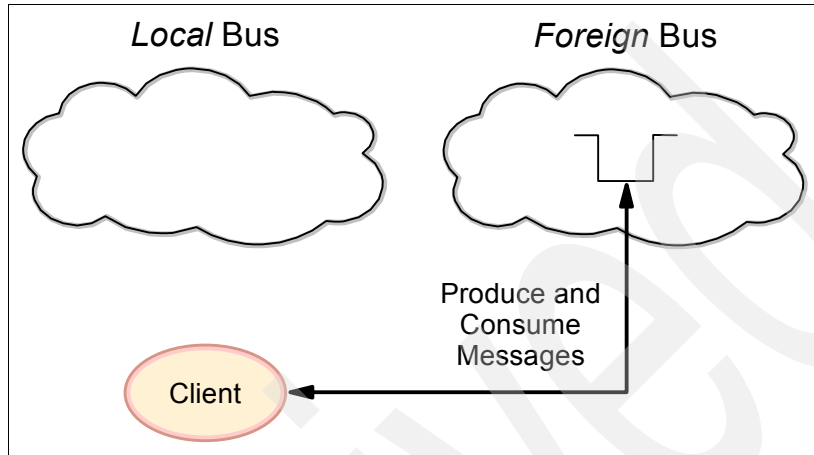 Local Bus
Foreign Bus
Produce and
Consume
Messages
Client